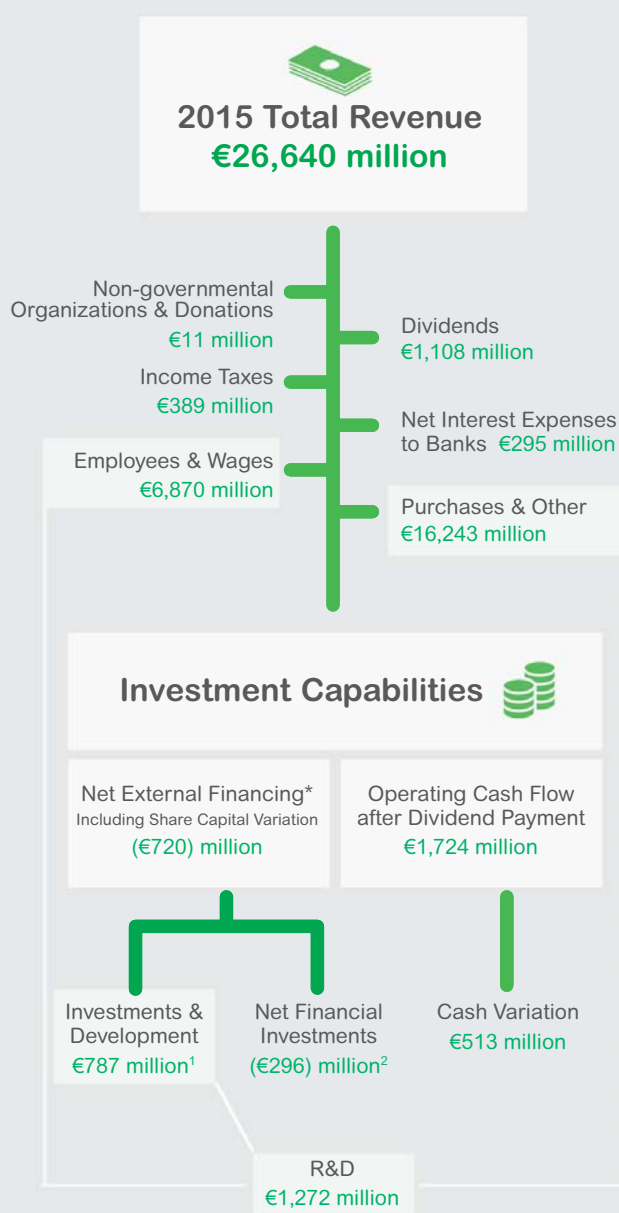 2015 Total Revenue
€26,640 million
Non-governmental
Organizations & Donations
€11 million
Dividends
€1,108 million
Income Taxes
€389 million
Net Interest Expenses
to Banks €295 million
Employees & Wages
€6,870 million
Purchases & Other
€16,243 million
Investment Capabilities
Net External Financing*
Including Share Capital Variation
(€720) million
Operating Cash Flow
after Dividend Payment
€1,724 million
Investments &
Development
€787 million¹
Net Financial
Investments
(€296) million²
Cash Variation
€513 million
R&D
€1,272 million